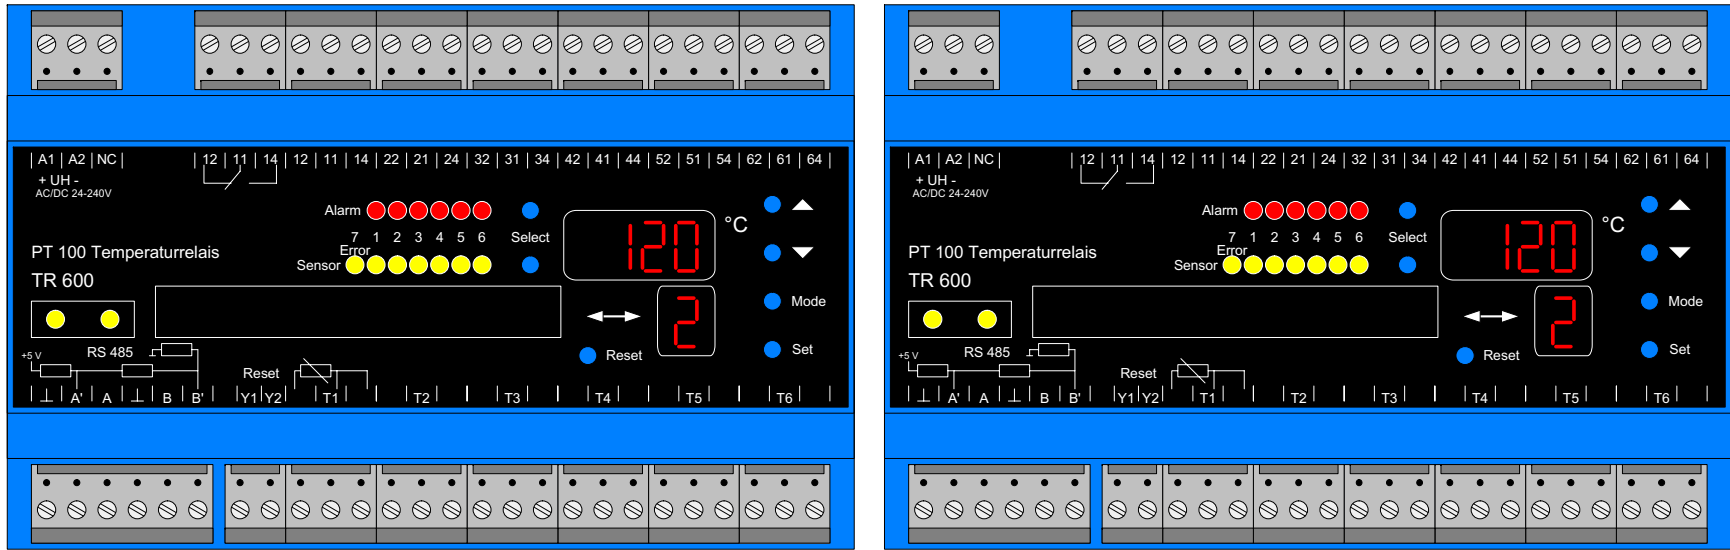 A1 A2 NC 12 11 14 12 11 14 22 21 24 32 31 34 42 41 44 52 51 54 62 61 64
+ UH -
AC/DC 24-240V
Alarm
°C
120
7 1 2 3 4 5 6
Select
Error
Sensor
PT 100 Temperaturrelais
TR 600
2
Mode
Set
Reset
+5 V
RS 485
Reset
⊥ A' A ⊥ B B' Y1 Y2 T1 T2 T3 T4 T5 T6
A1 A2 NC 12 11 14 12 11 14 22 21 24 32 31 34 42 41 44 52 51 54 62 61 64
+ UH -
AC/DC 24-240V
Alarm
°C
120
7 1 2 3 4 5 6
Select
Error
Sensor
PT 100 Temperaturrelais
TR 600
2
Mode
Set
Reset
+5 V
RS 485
Reset
⊥ A' A ⊥ B B' Y1 Y2 T1 T2 T3 T4 T5 T6